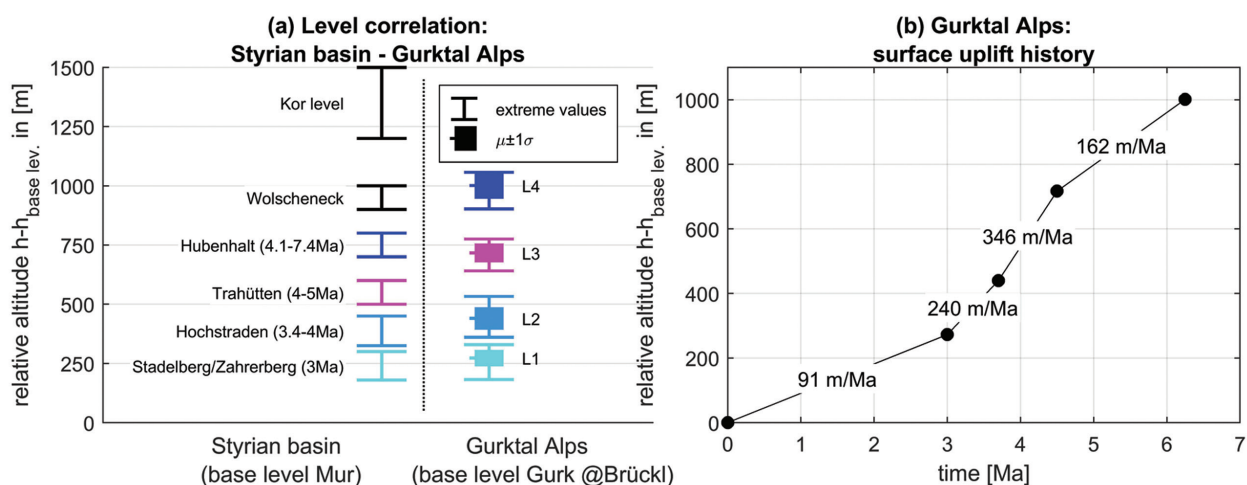 (a) Level correlation:
Styrian basin - Gurktal Alps
relative altitude h-h_base lev. in [m]
1500
1250
1000
750
500
250
0
Kor level
Wolscheneck
Hubenhalt (4.1-7.4Ma)
Trahütten (4-5Ma)
Hochstraden (3.4-4Ma)
Stadelberg/Zahrerberg (3Ma)
extreme values
μ±1σ
L4
L3
L2
L1
Styrian basin
(base level Mur)
Gurktal Alps
(base level Gurk @Brückl)
(b) Gurktal Alps:
surface uplift history
relative altitude h-h_base lev. in [m]
1000
800
600
400
200
0
162 m/Ma
346 m/Ma
240 m/Ma
91 m/Ma
0 1 2 3 4 5 6 7
time [Ma]